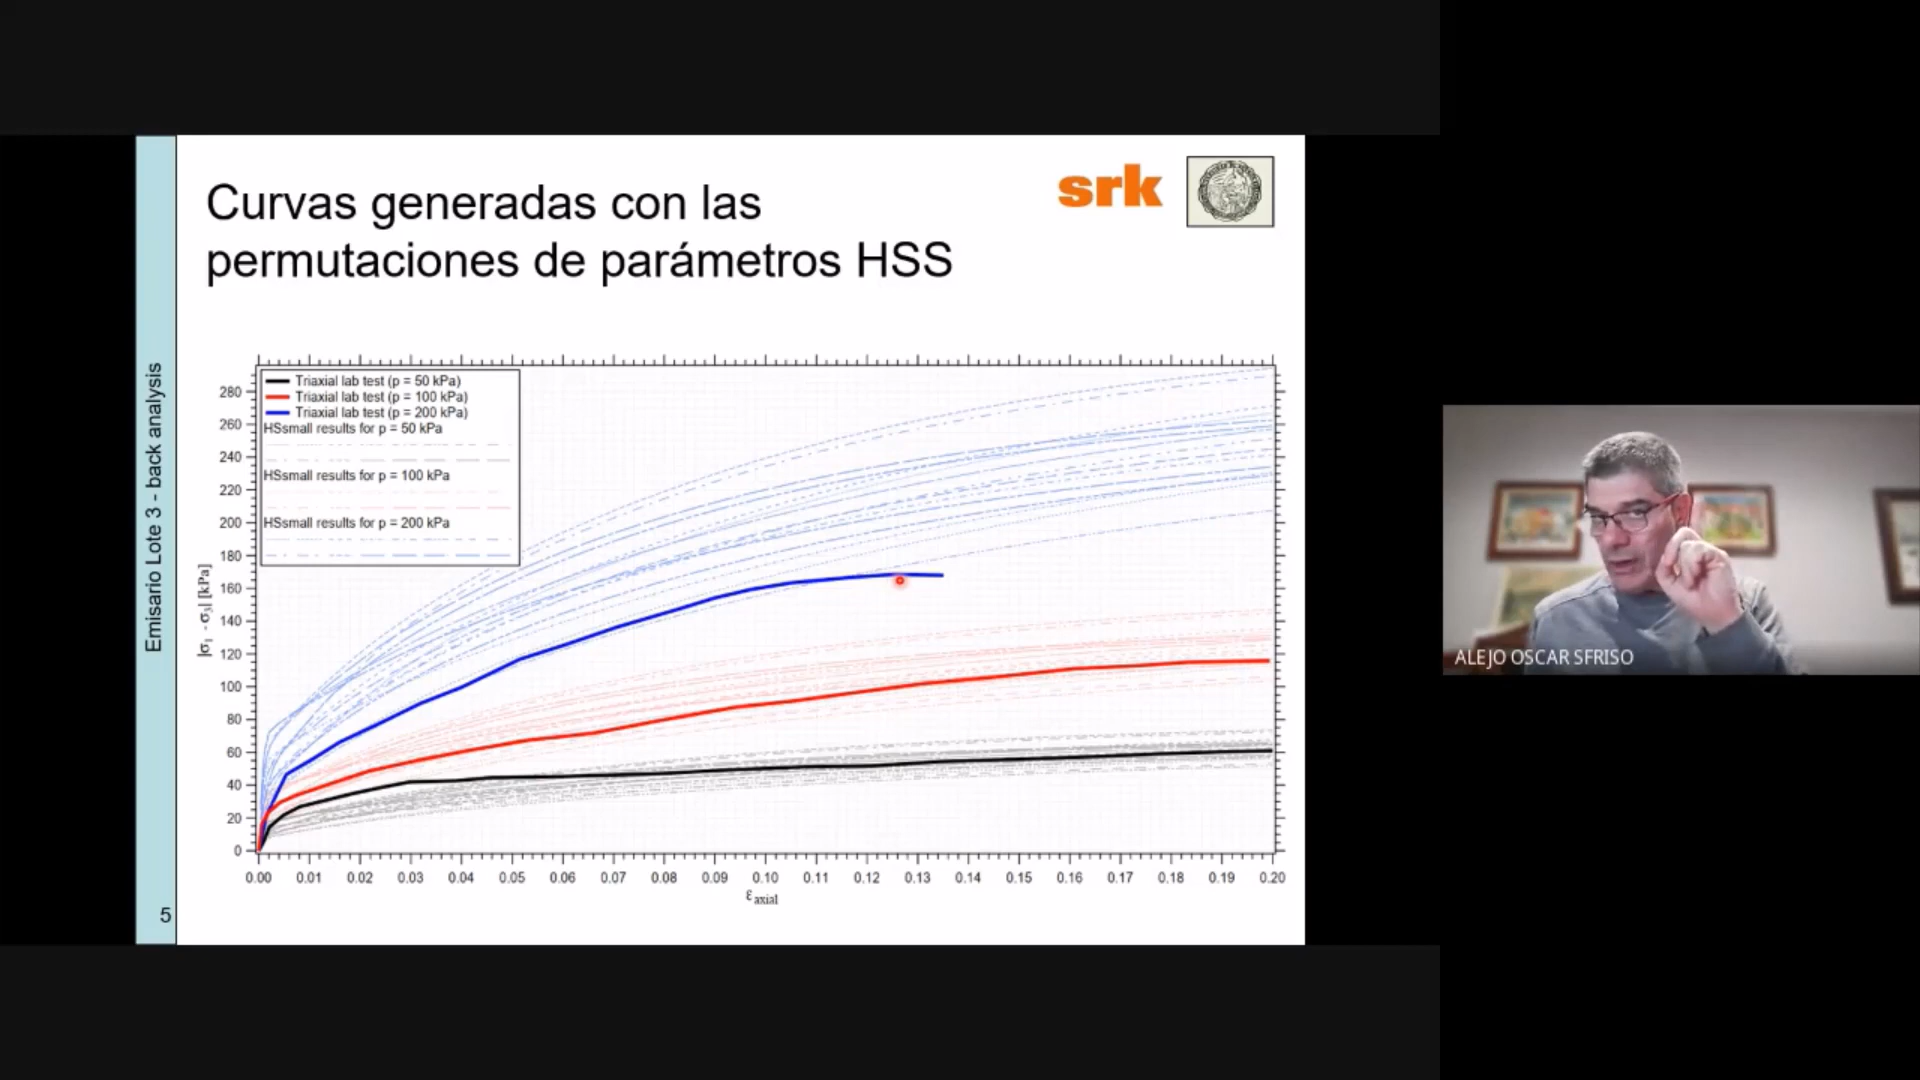 Curvas generadas con las
permutaciones de parámetros HSS
srk
Emisario Lote 3 - back analysis
5
Triaxial lab test (p = 50 kPa)
Triaxial lab test (p = 100 kPa)
Triaxial lab test (p = 200 kPa)
HSsmall results for p = 50 kPa
HSsmall results for p = 100 kPa
HSsmall results for p = 200 kPa
|σ1 - σ3| [kPa]
280
260
240
220
200
180
160
140
120
100
80
60
40
20
0
0.00 0.01 0.02 0.03 0.04 0.05 0.06 0.07 0.08 0.09 0.10 0.11 0.12 0.13 0.14 0.15 0.16 0.17 0.18 0.19 0.20
ε axial
ALEJO OSCAR SFRISO